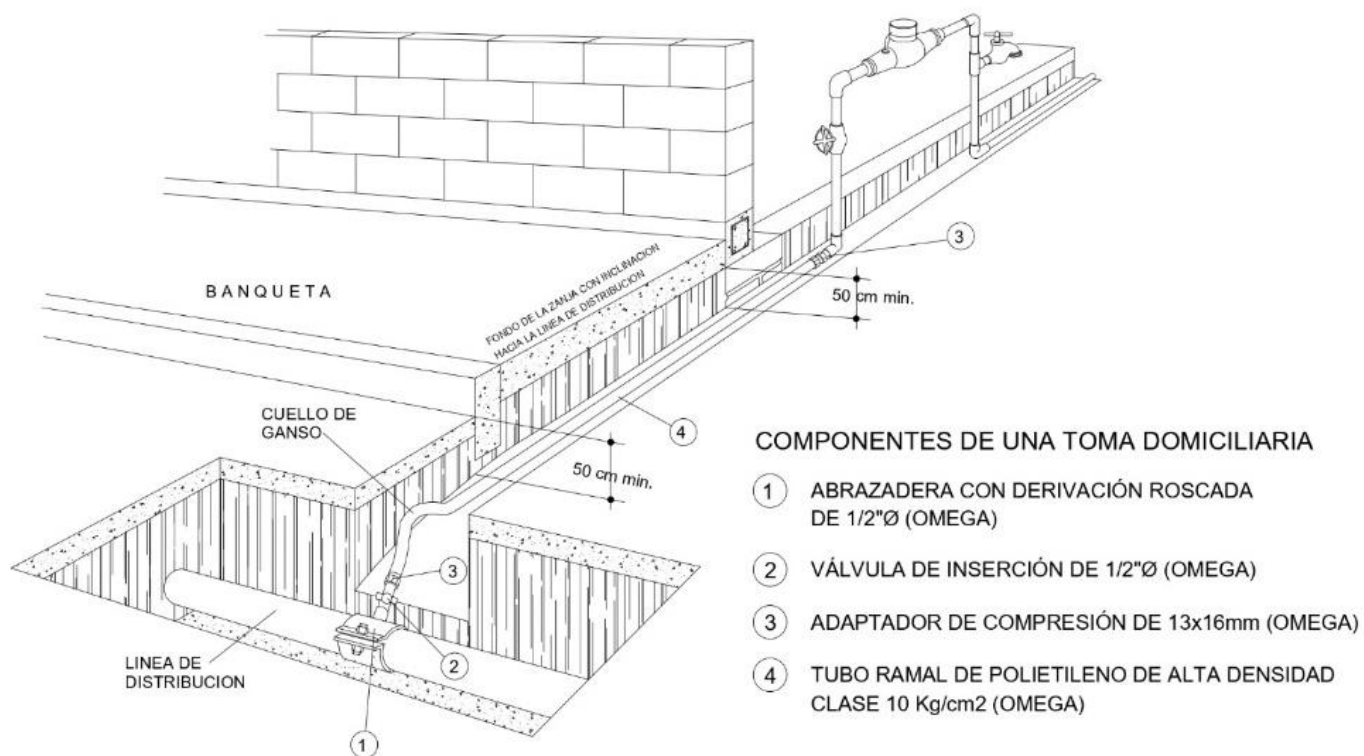 3
BANQUETA
FONDO DE LA ZANJA CON INCLINACION
HACIA LA LINEA DE DISTRIBUCION
50 cm min.
CUELLO DE
GANSO
4
50 cm min.
3
2
LINEA DE
DISTRIBUCION
1
COMPONENTES DE UNA TOMA DOMICILIARIA
1 ABRAZADERA CON DERIVACIÓN ROSCADA
DE 1/2"Ø (OMEGA)
2 VÁLVULA DE INSERCIÓN DE 1/2"Ø (OMEGA)
3 ADAPTADOR DE COMPRESIÓN DE 13x16mm (OMEGA)
4 TUBO RAMAL DE POLIETILENO DE ALTA DENSIDAD
CLASE 10 Kg/cm2 (OMEGA)